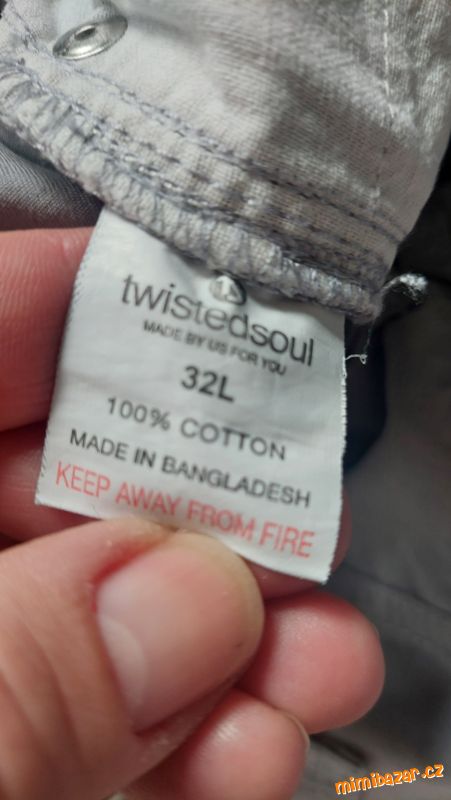 twistedsoul
MADE BY US FOR YOU
32L
100% COTTON
MADE IN BANGLADESH
KEEP AWAY FROM FIRE
mimibazar.cz